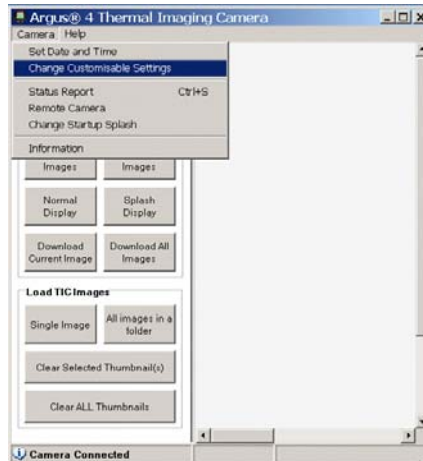 Argus® 4 Thermal Imaging Camera
Camera Help
Set Date and Time
Change Customisable Settings
Status Report Ctrl+S
Remote Camera
Change Startup Splash
Information
Images Images
Normal Display
Splash Display
Download Current Image
Download All Images
Load TIC Images
Single Image
All images in a folder
Clear Selected Thumbnail(s)
Clear ALL Thumbnails
Camera Connected